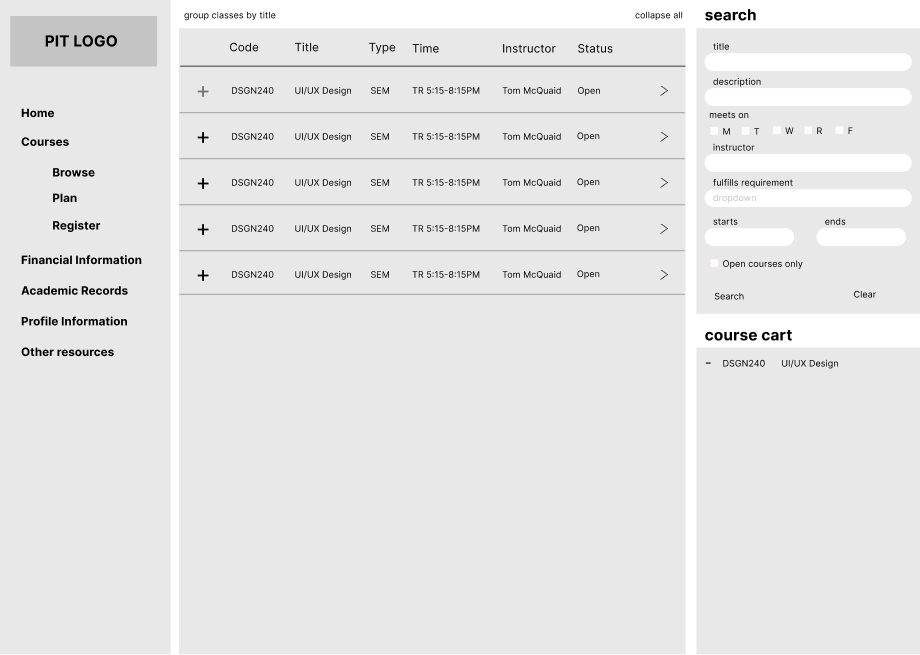 PIT LOGO
Home
Courses
Browse
Plan
Register
Financial Information
Academic Records
Profile Information
Other resources
group classes by title collapse all
Code Title Type Time Instructor Status
+ DSGN240 UI/UX Design SEM TR 5:15-8:15PM Tom McQuaid Open >
+ DSGN240 UI/UX Design SEM TR 5:15-8:15PM Tom McQuaid Open >
+ DSGN240 UI/UX Design SEM TR 5:15-8:15PM Tom McQuaid Open >
+ DSGN240 UI/UX Design SEM TR 5:15-8:15PM Tom McQuaid Open >
+ DSGN240 UI/UX Design SEM TR 5:15-8:15PM Tom McQuaid Open >
search
title
description
meets on
M T W R F
instructor
fulfills requirement
dropdown
starts ends
Open courses only
Search Clear
course cart
- DSGN240 UI/UX Design